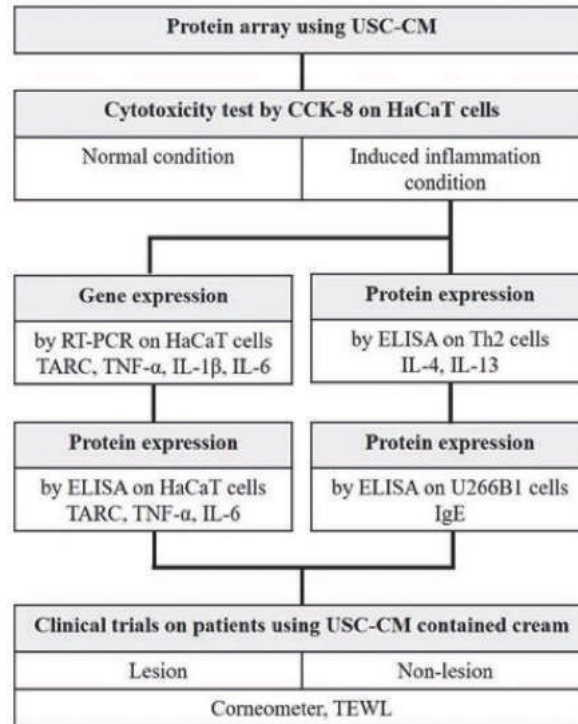 Protein array using USC-CM
Cytotoxicity test by CCK-8 on HaCaT cells
Normal condition
Induced inflammation
condition
Gene expression
by RT-PCR on HaCaT cells
TARC, TNF-α, IL-1β, IL-6
Protein expression
by ELISA on HaCaT cells
TARC, TNF-α, IL-6
Protein expression
by ELISA on Th2 cells
IL-4, IL-13
Protein expression
by ELISA on U266B1 cells
IgE
Clinical trials on patients using USC-CM contained cream
Lesion
Non-lesion
Corneometer, TEWL